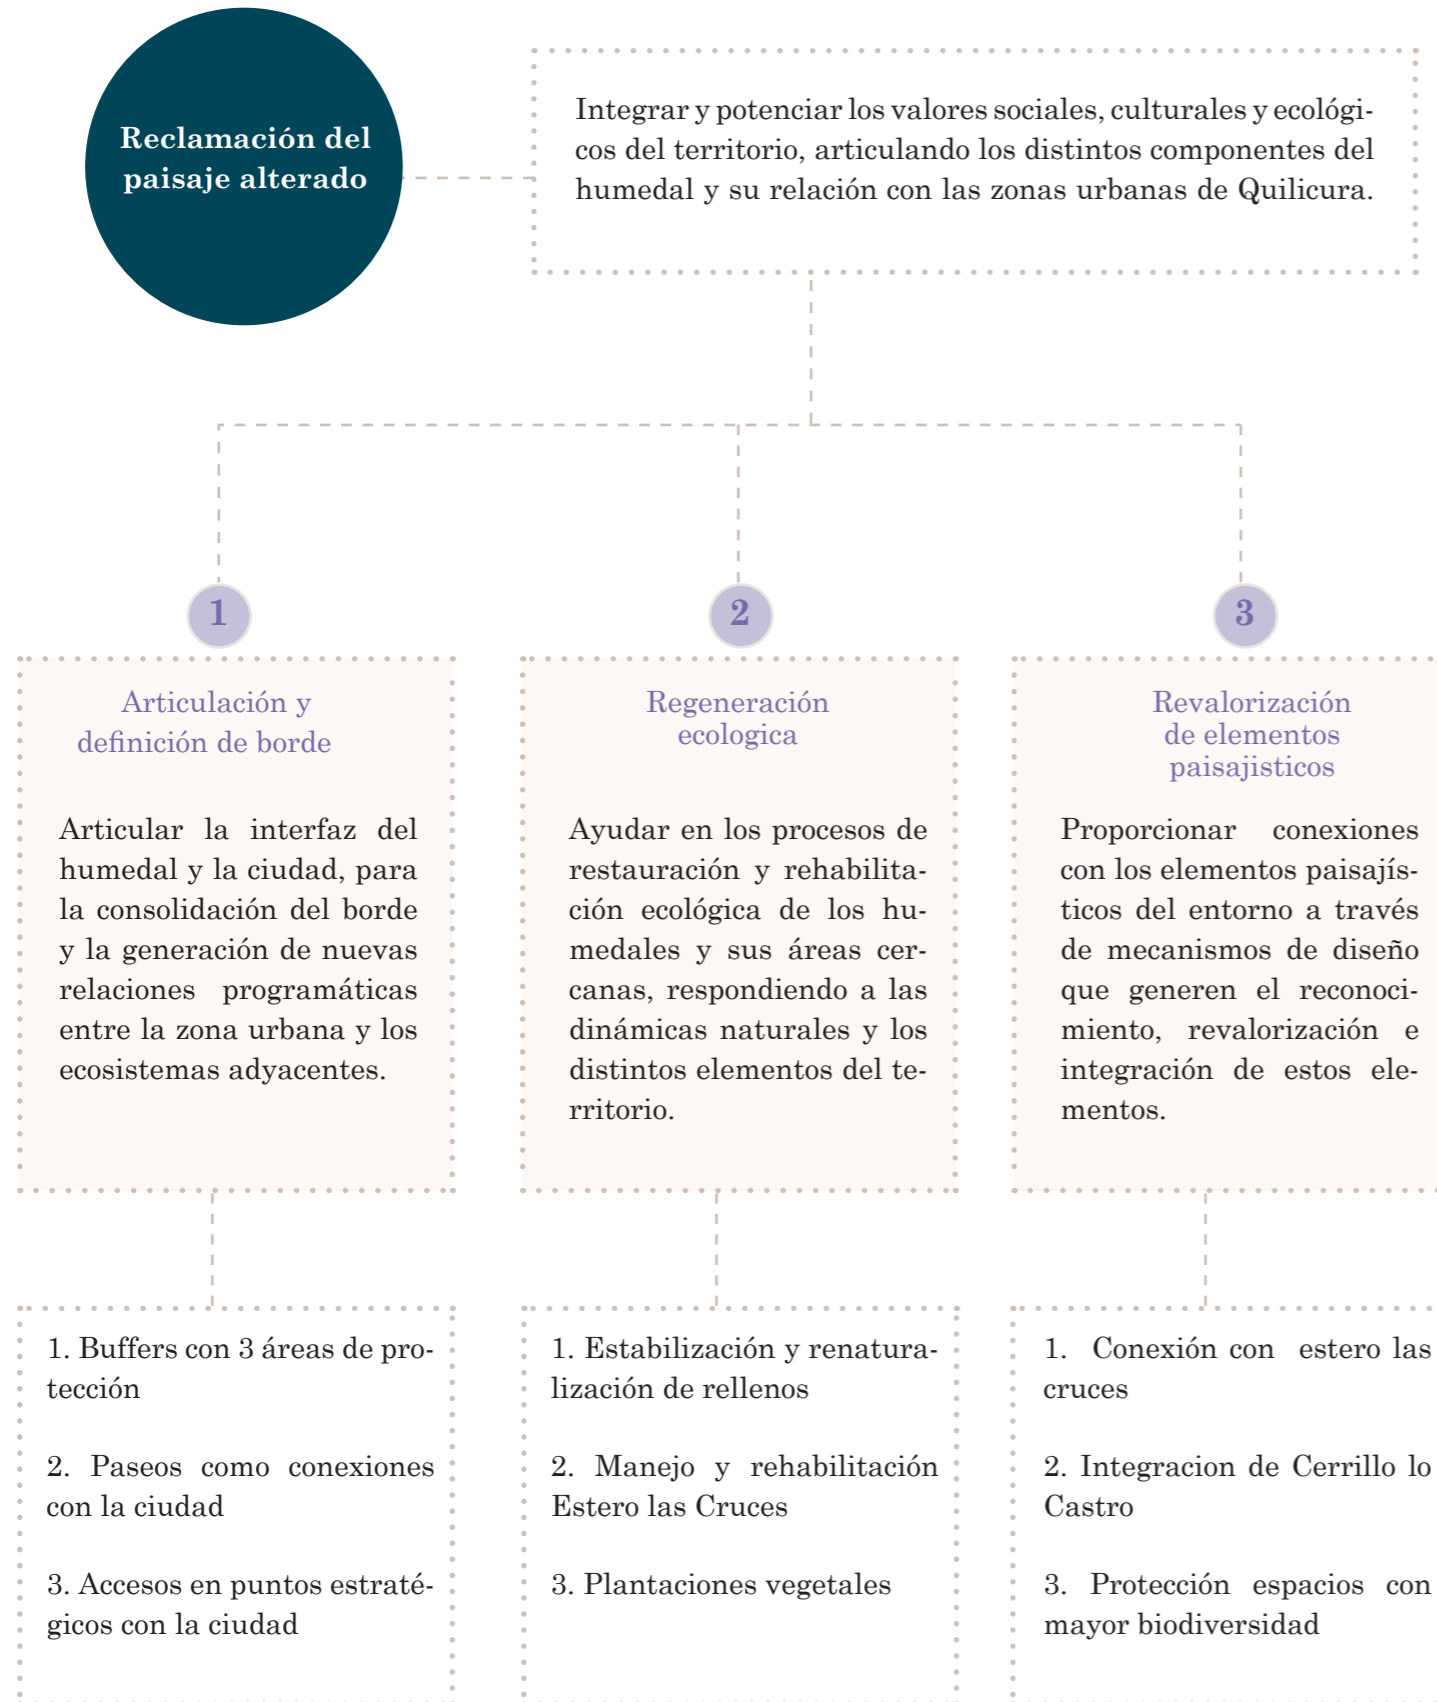 Reclamación del
paisaje alterado
Integrar y potenciar los valores sociales, culturales y ecológi-
cos del territorio, articulando los distintos componentes del
humedal y su relación con las zonas urbanas de Quilicura.
1
Articulación y
definición de borde
Articular la interfaz del
humedal y la ciudad, para
la consolidación del borde
y la generación de nuevas
relaciones programáticas
entre la zona urbana y los
ecosistemas adyacentes.
1. Buffers con 3 áreas de pro-
tección
2. Paseos como conexiones
con la ciudad
3. Accesos en puntos estraté-
gicos con la ciudad
2
Regeneración
ecologica
Ayudar en los procesos de
restauración y rehabilita-
ción ecológica de los hu-
medales y sus áreas cer-
canas, respondiendo a las
dinámicas naturales y los
distintos elementos del te-
rritorio.
1. Estabilización y renatura-
lización de rellenos
2. Manejo y rehabilitación
Estero las Cruces
3. Plantaciones vegetales
3
Revalorización
de elementos
paisajisticos
Proporcionar conexiones
con los elementos paisajís-
ticos del entorno a través
de mecanismos de diseño
que generen el reconoci-
miento, revalorización e
integración de estos ele-
mentos.
1. Conexión con estero las
cruces
2. Integracion de Cerrillo lo
Castro
3. Protección espacios con
mayor biodiversidad